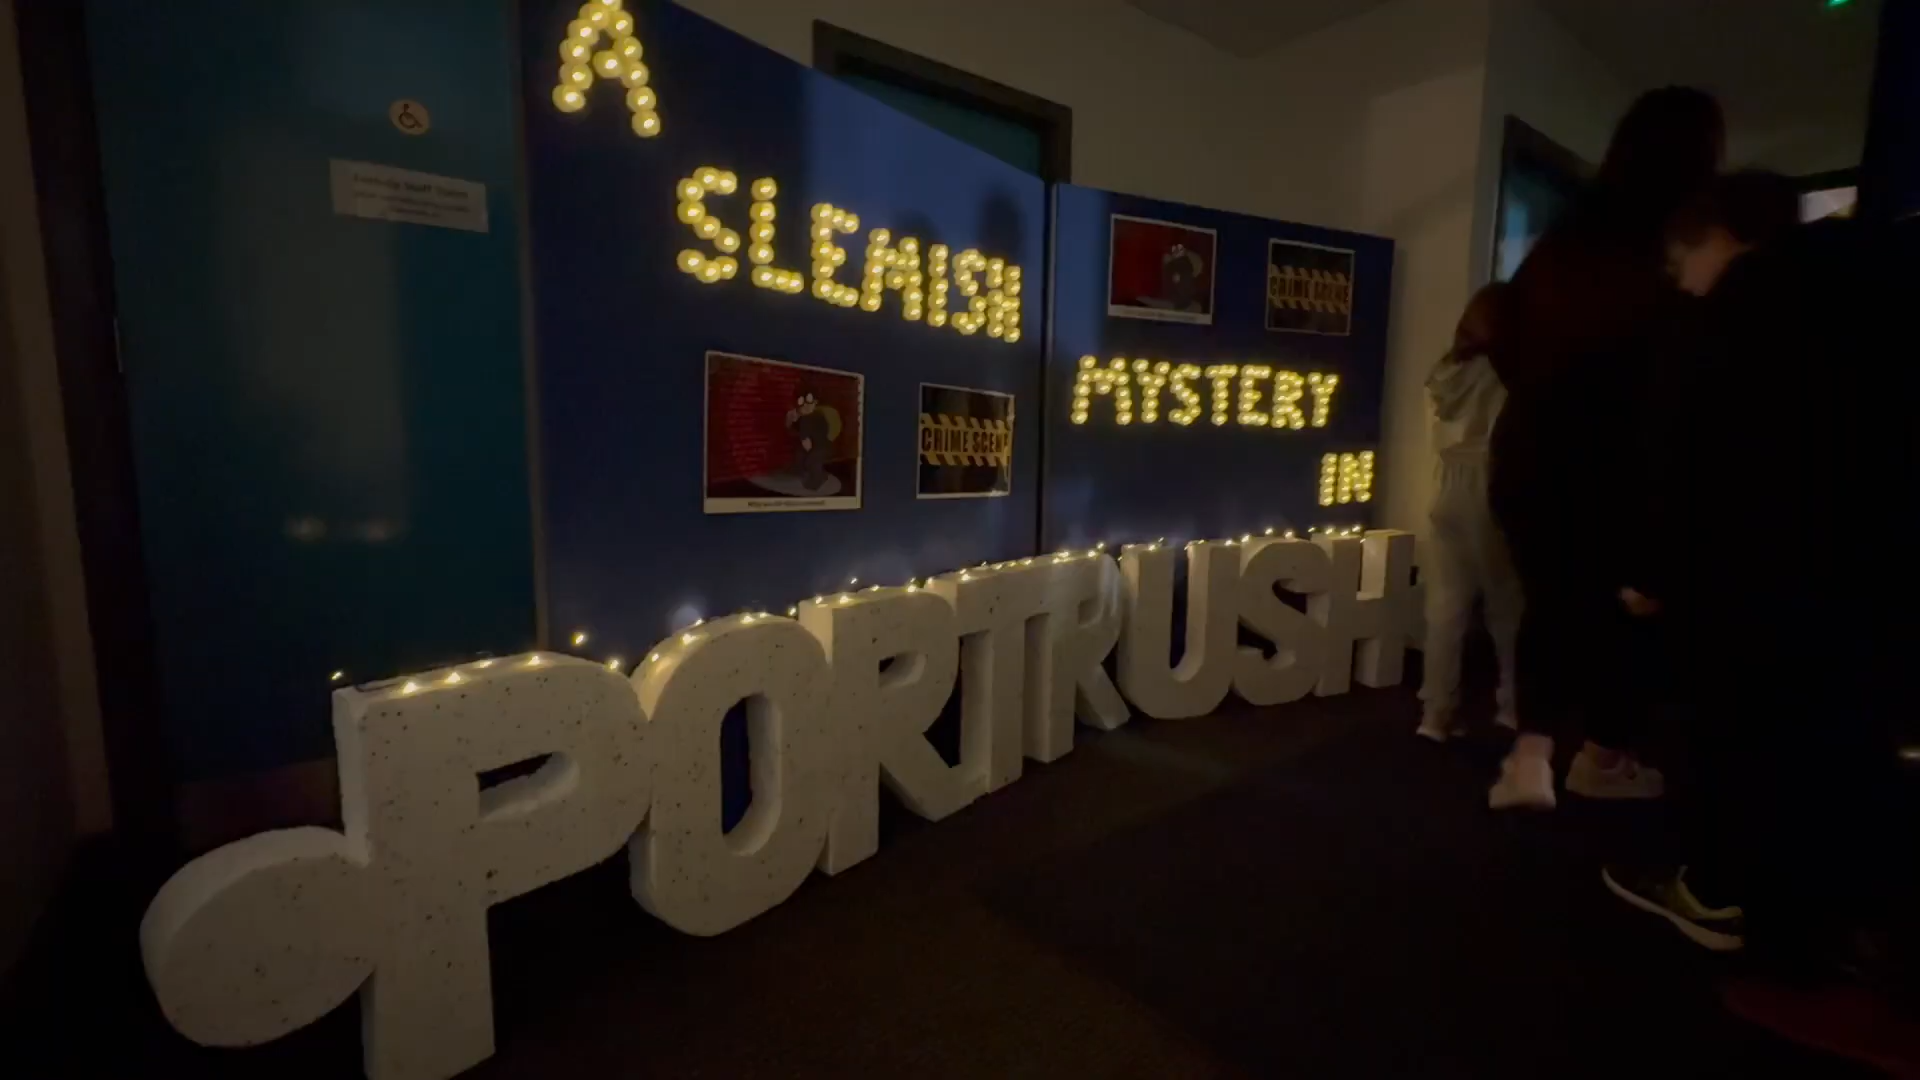 A
SLEMISH
MYSTERY
IN
CRIME SCENE
CRIME SCENE
PORTRUSH